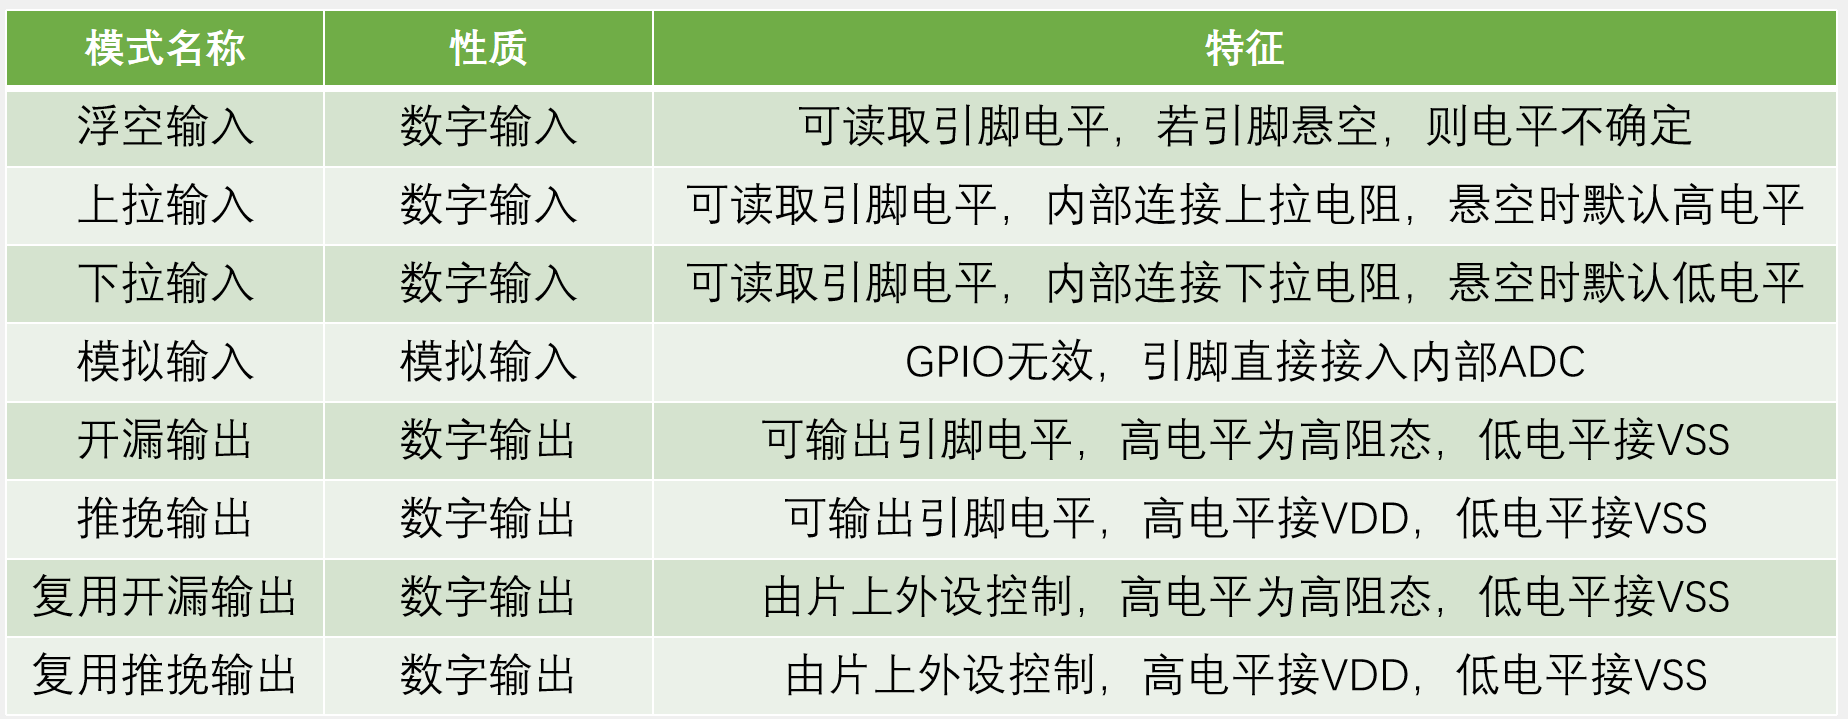 模式名称 性质 特征
浮空输入 数字输入 可读取引脚电平，若引脚悬空，则电平不确定
上拉输入 数字输入 可读取引脚电平，内部连接上拉电阻，悬空时默认高电平
下拉输入 数字输入 可读取引脚电平，内部连接下拉电阻，悬空时默认低电平
模拟输入 模拟输入 GPIO无效，引脚直接接入内部ADC
开漏输出 数字输出 可输出引脚电平，高电平为高阻态，低电平接VSS
推挽输出 数字输出 可输出引脚电平，高电平接VDD，低电平接VSS
复用开漏输出 数字输出 由片上外设控制，高电平为高阻态，低电平接VSS
复用推挽输出 数字输出 由片上外设控制，高电平接VDD，低电平接VSS